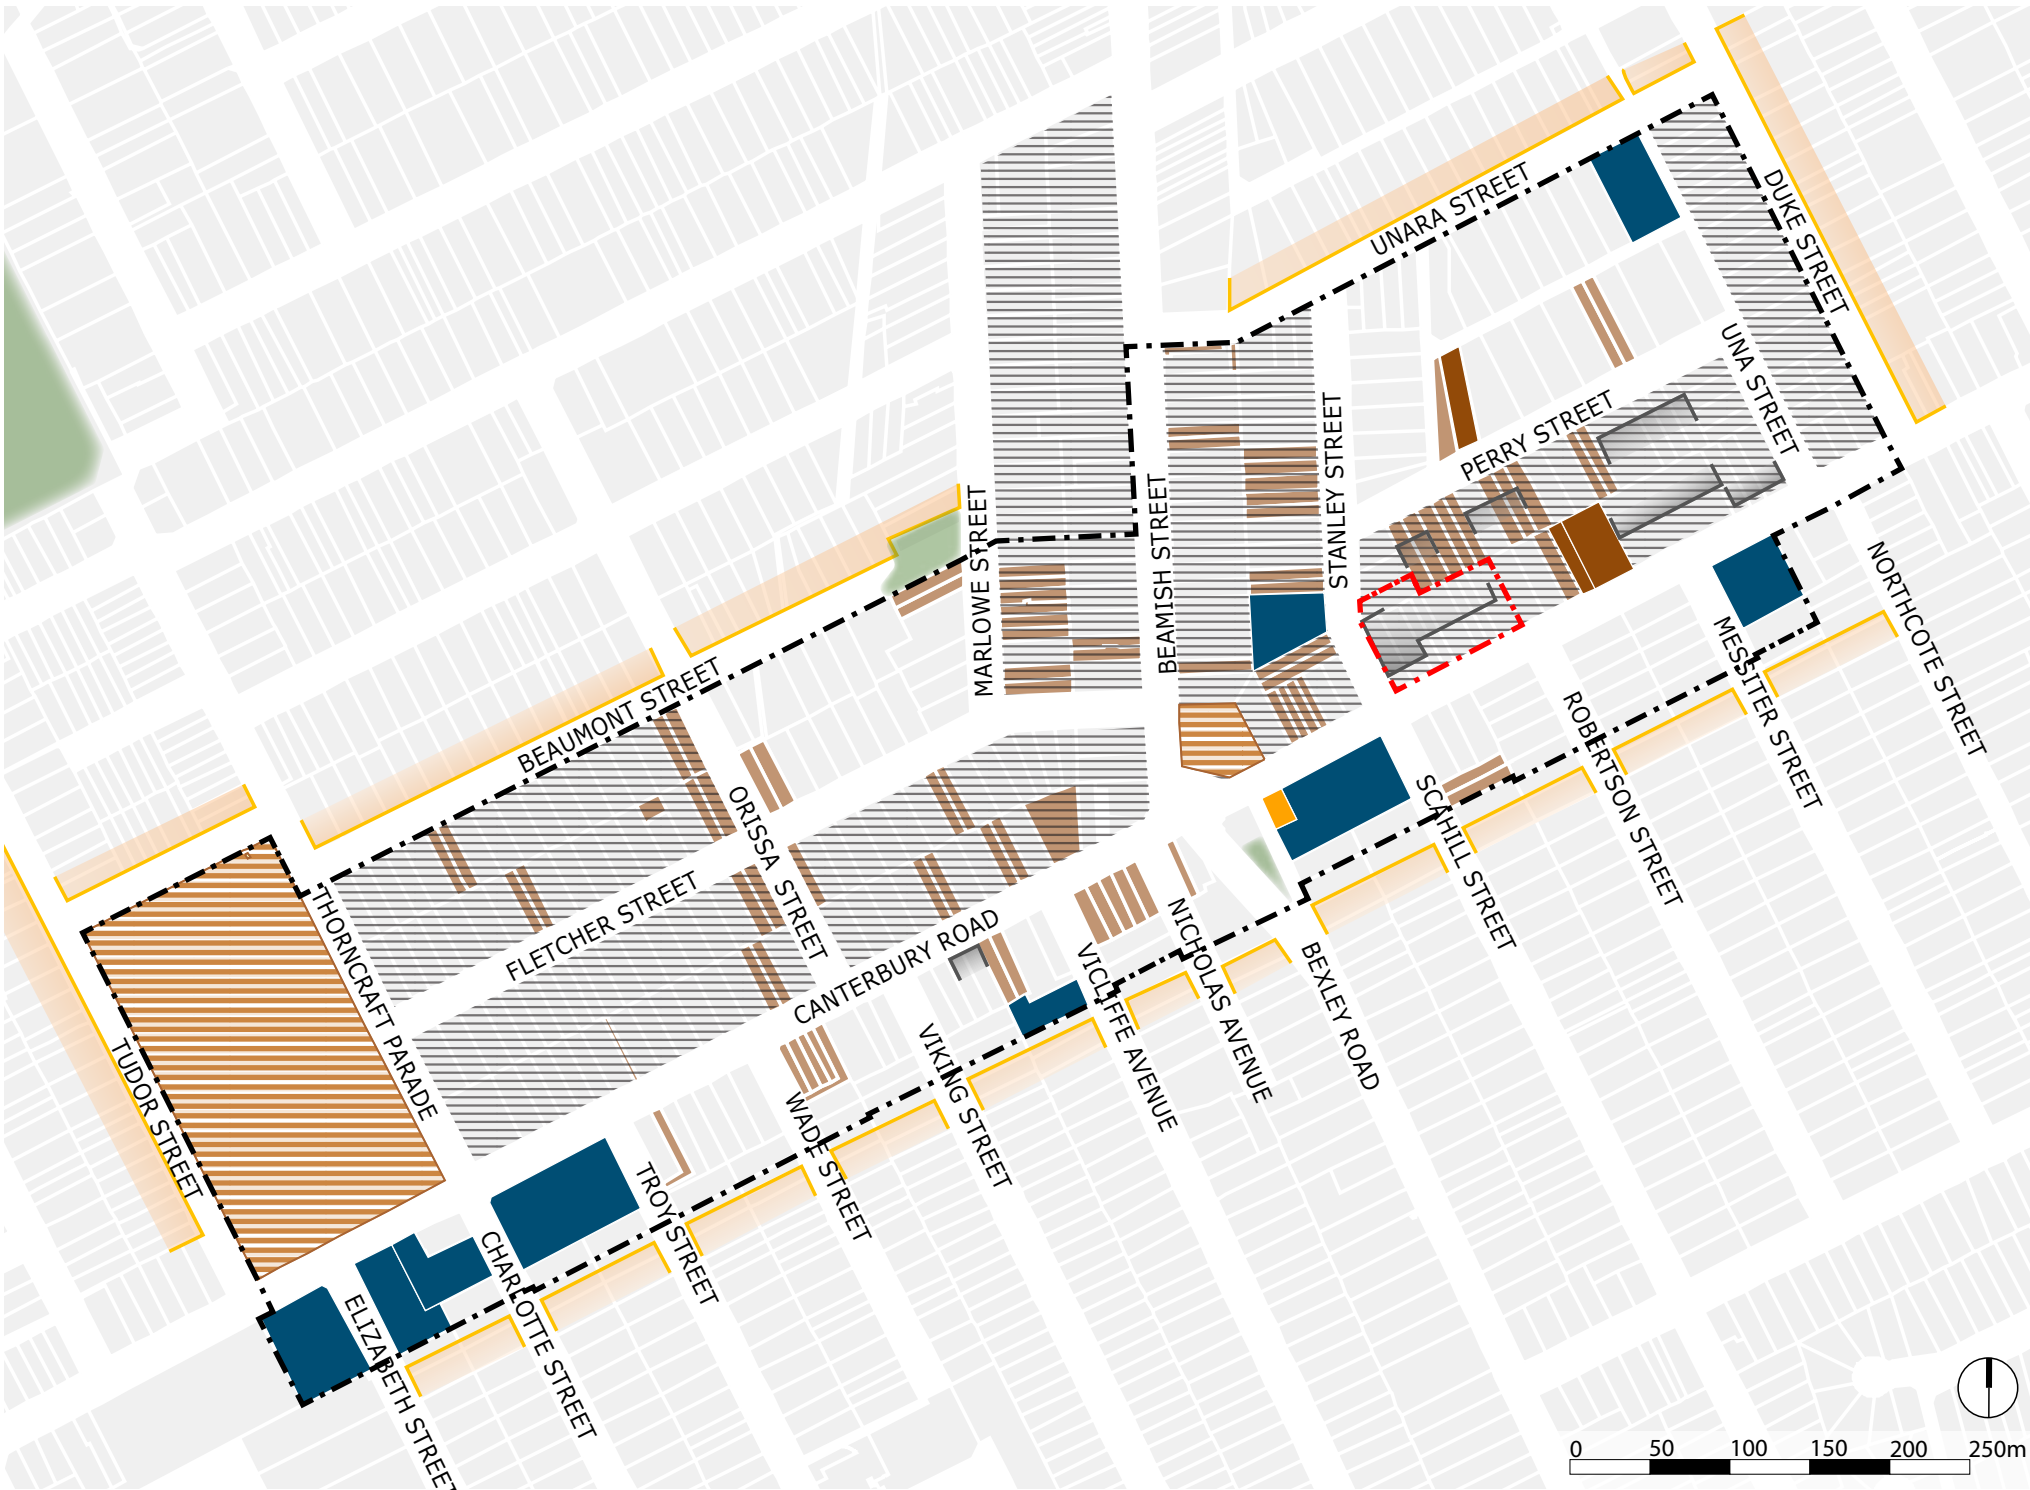 UNARA STREET
DUKE STREET
UNA STREET
PERRY STREET
STANLEY STREET
BEAMISH STREET
MARLOWE STREET
NORTHCOTE STREET
MESSITER STREET
BEAUMONT STREET
ROBERTSON STREET
ORISSA STREET
SCAHILL STREET
FLETCHER STREET
THORNCRAFT PARADE
CANTERBURY ROAD
NICHOLAS AVENUE
VICLIFFE AVENUE
BEXLEY ROAD
VIKING STREET
TUDOR STREET
WADE STREET
TROY STREET
CHARLOTTE STREET
ELIZABETH STREET
0 50 100 150 200 250m